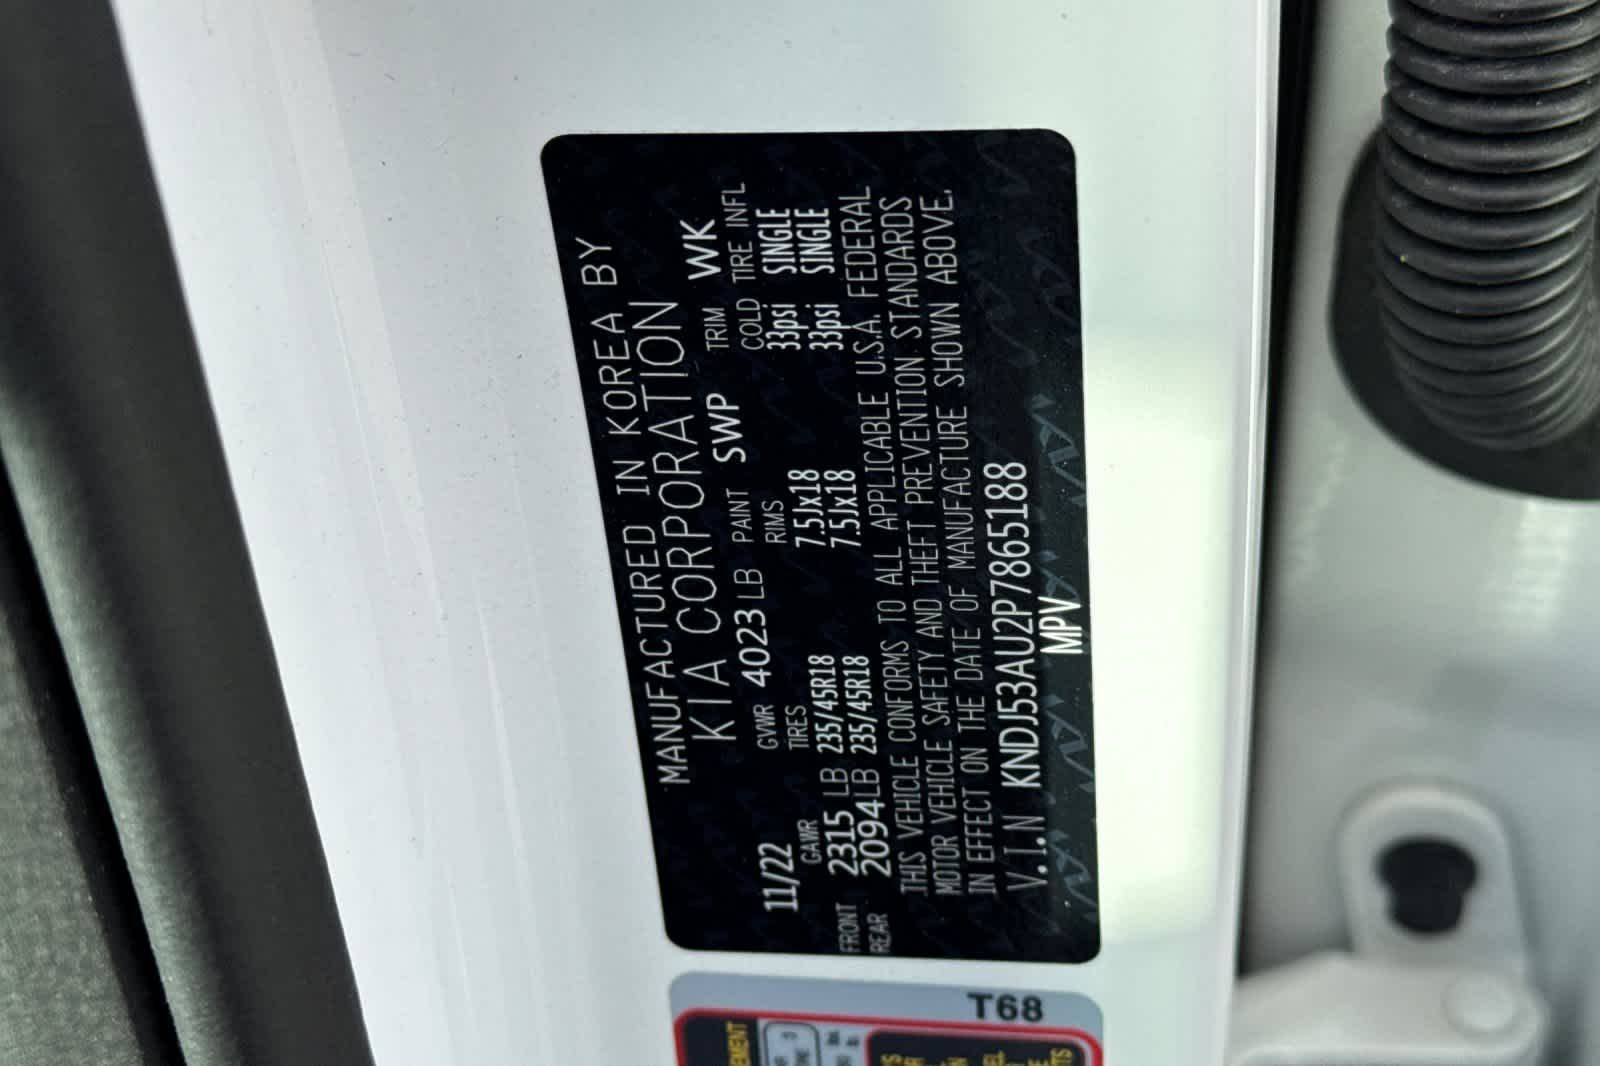 MANUFACTURED IN KOREA BY
KIA CORPORATION
11/22 GVWR 4023 LB PAINT SWP TRIM WK
GAWR TIRES RIMS COLD TIRE INFL
FRONT 2315 LB 235/45R18 7.5Jx18 33psi SINGLE
REAR 2094LB 235/45R18 7.5Jx18 33psi SINGLE
THIS VEHICLE CONFORMS TO ALL APPLICABLE U.S.A. FEDERAL
MOTOR VEHICLE SAFETY AND THEFT PREVENTION STANDARDS
IN EFFECT ON THE DATE OF MANUFACTURE SHOWN ABOVE.
V.I.N KNDJ53AU2P7865188
MPV
T68